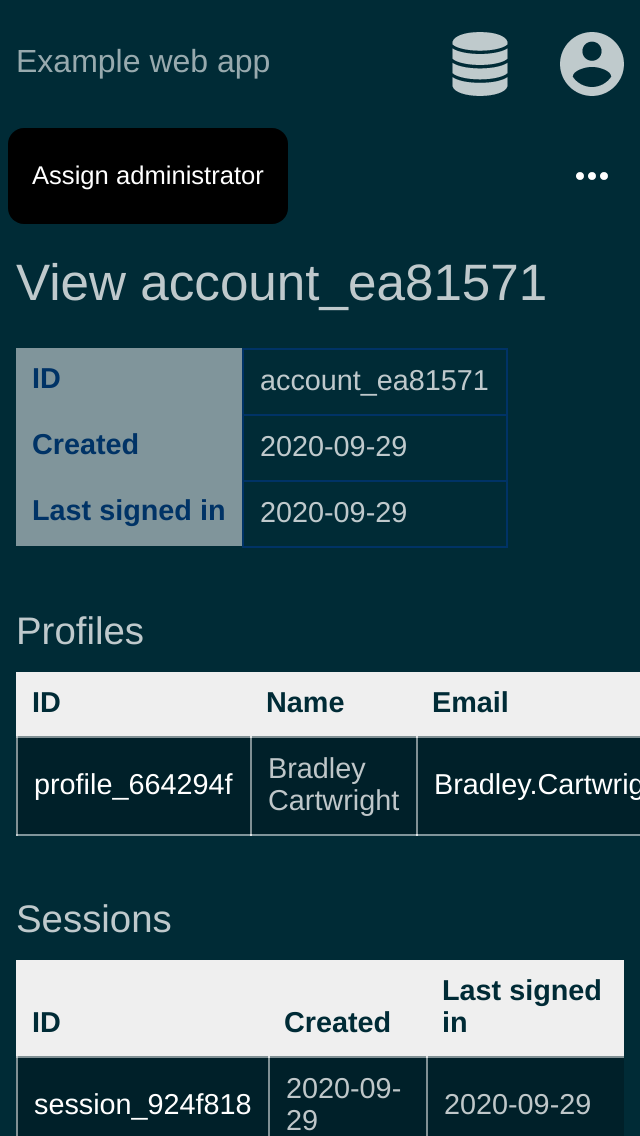 Example web app
Assign administrator
View account_ea81571
ID account_ea81571
Created 2020-09-29
Last signed in 2020-09-29
Profiles
ID Name Email
profile_664294f Bradley Cartwright Bradley.Cartwrig
Sessions
ID Created Last signed in
session_924f818 2020-09-29 2020-09-29